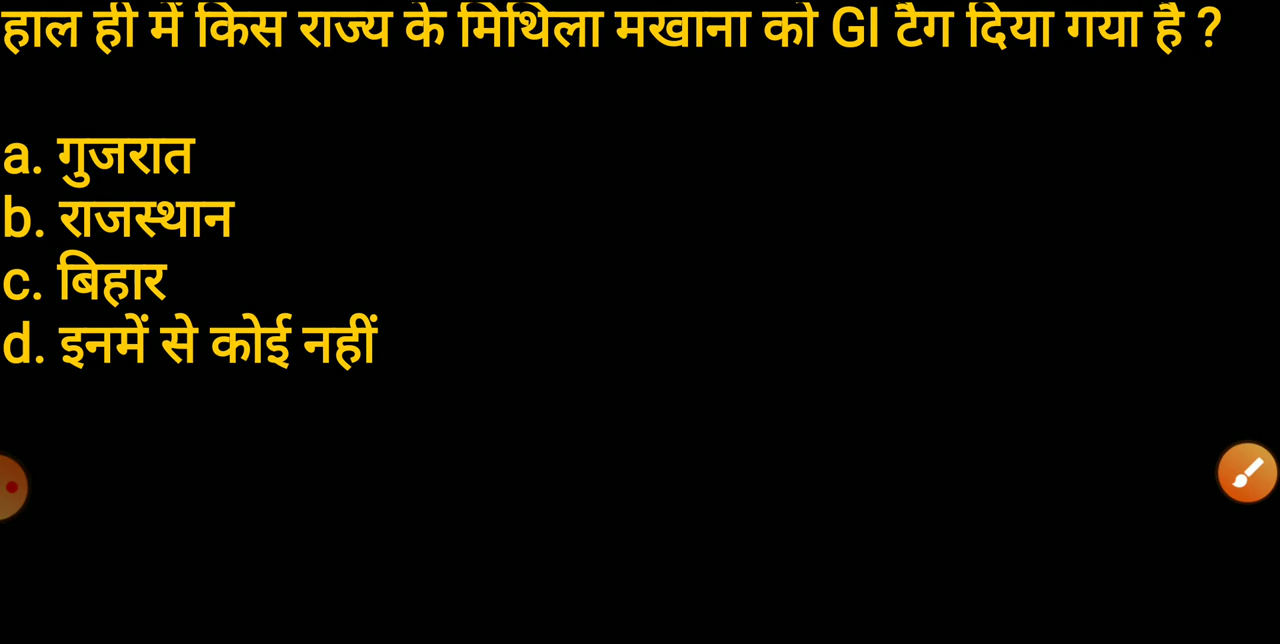 हाल ही में किस राज्य के मिथिला मखाना को GI टैग दिया गया है ?
a. गुजरात
b. राजस्थान
c. बिहार
d. इनमें से कोई नहीं